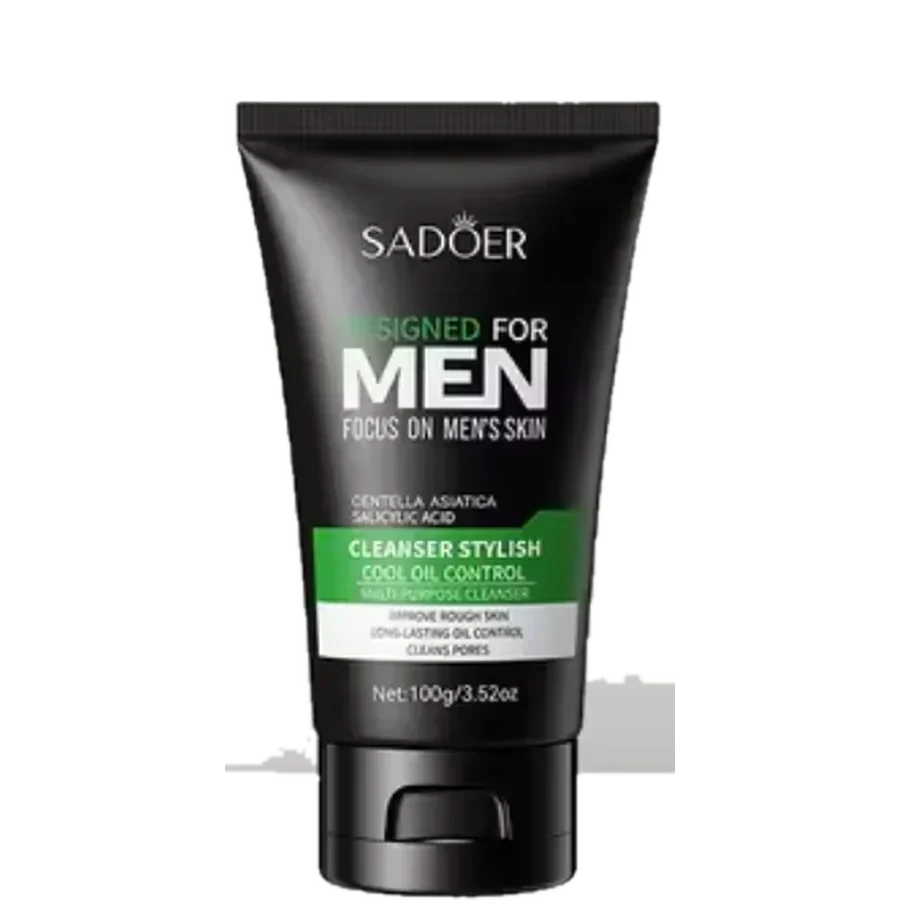 SADOER
DESIGNED FOR
MEN
FOCUS ON MEN'S SKIN
CENTELLA ASIATICA
SALICYLIC ACID
CLEANSER STYLISH
COOL OIL CONTROL
MULTI-PURPOSE CLEANSER
IMPROVE ROUGH SKIN
LONG-LASTING OIL CONTROL
CLEANS PORES
Net:100g/3.52oz